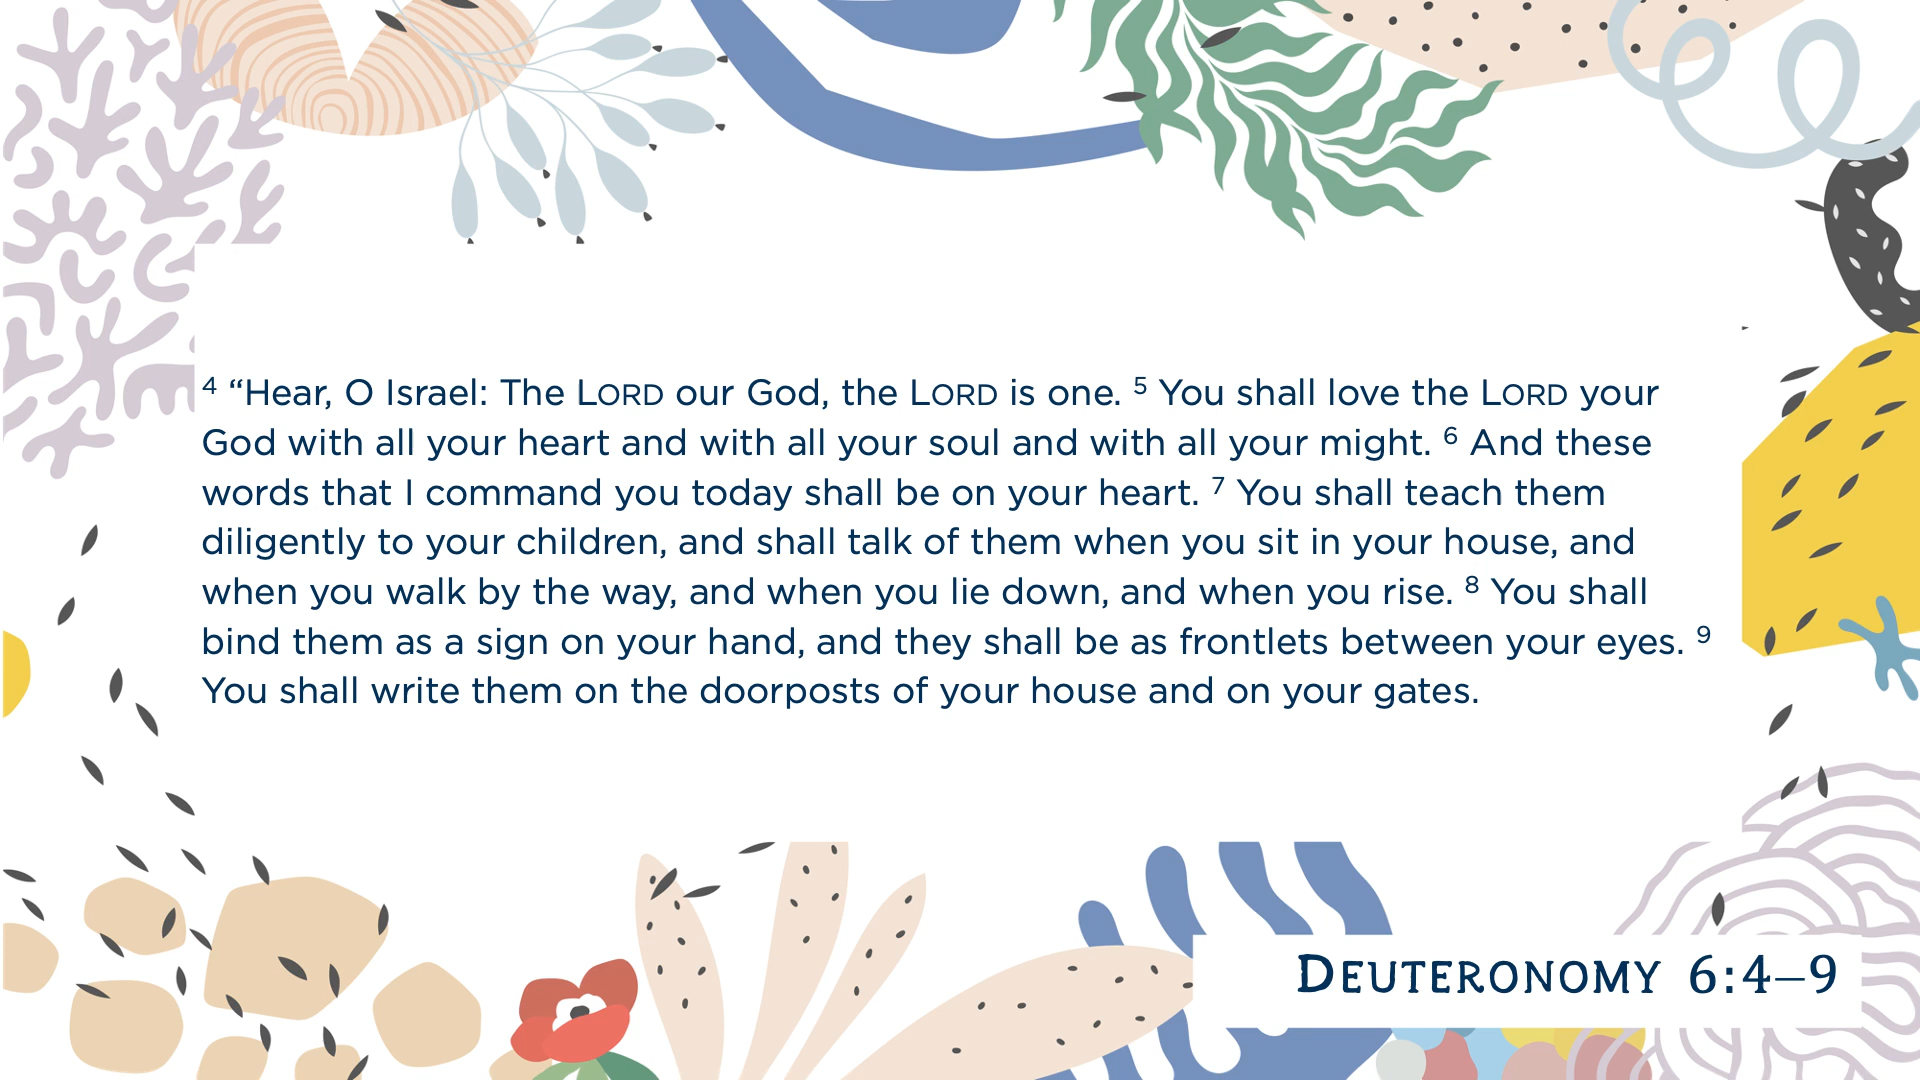 4 “Hear, O Israel: The LORD our God, the LORD is one. 5 You shall love the LORD your
God with all your heart and with all your soul and with all your might. 6 And these
words that I command you today shall be on your heart. 7 You shall teach them
diligently to your children, and shall talk of them when you sit in your house, and
when you walk by the way, and when you lie down, and when you rise. 8 You shall
bind them as a sign on your hand, and they shall be as frontlets between your eyes. 9
You shall write them on the doorposts of your house and on your gates.
DEUTERONOMY 6:4–9